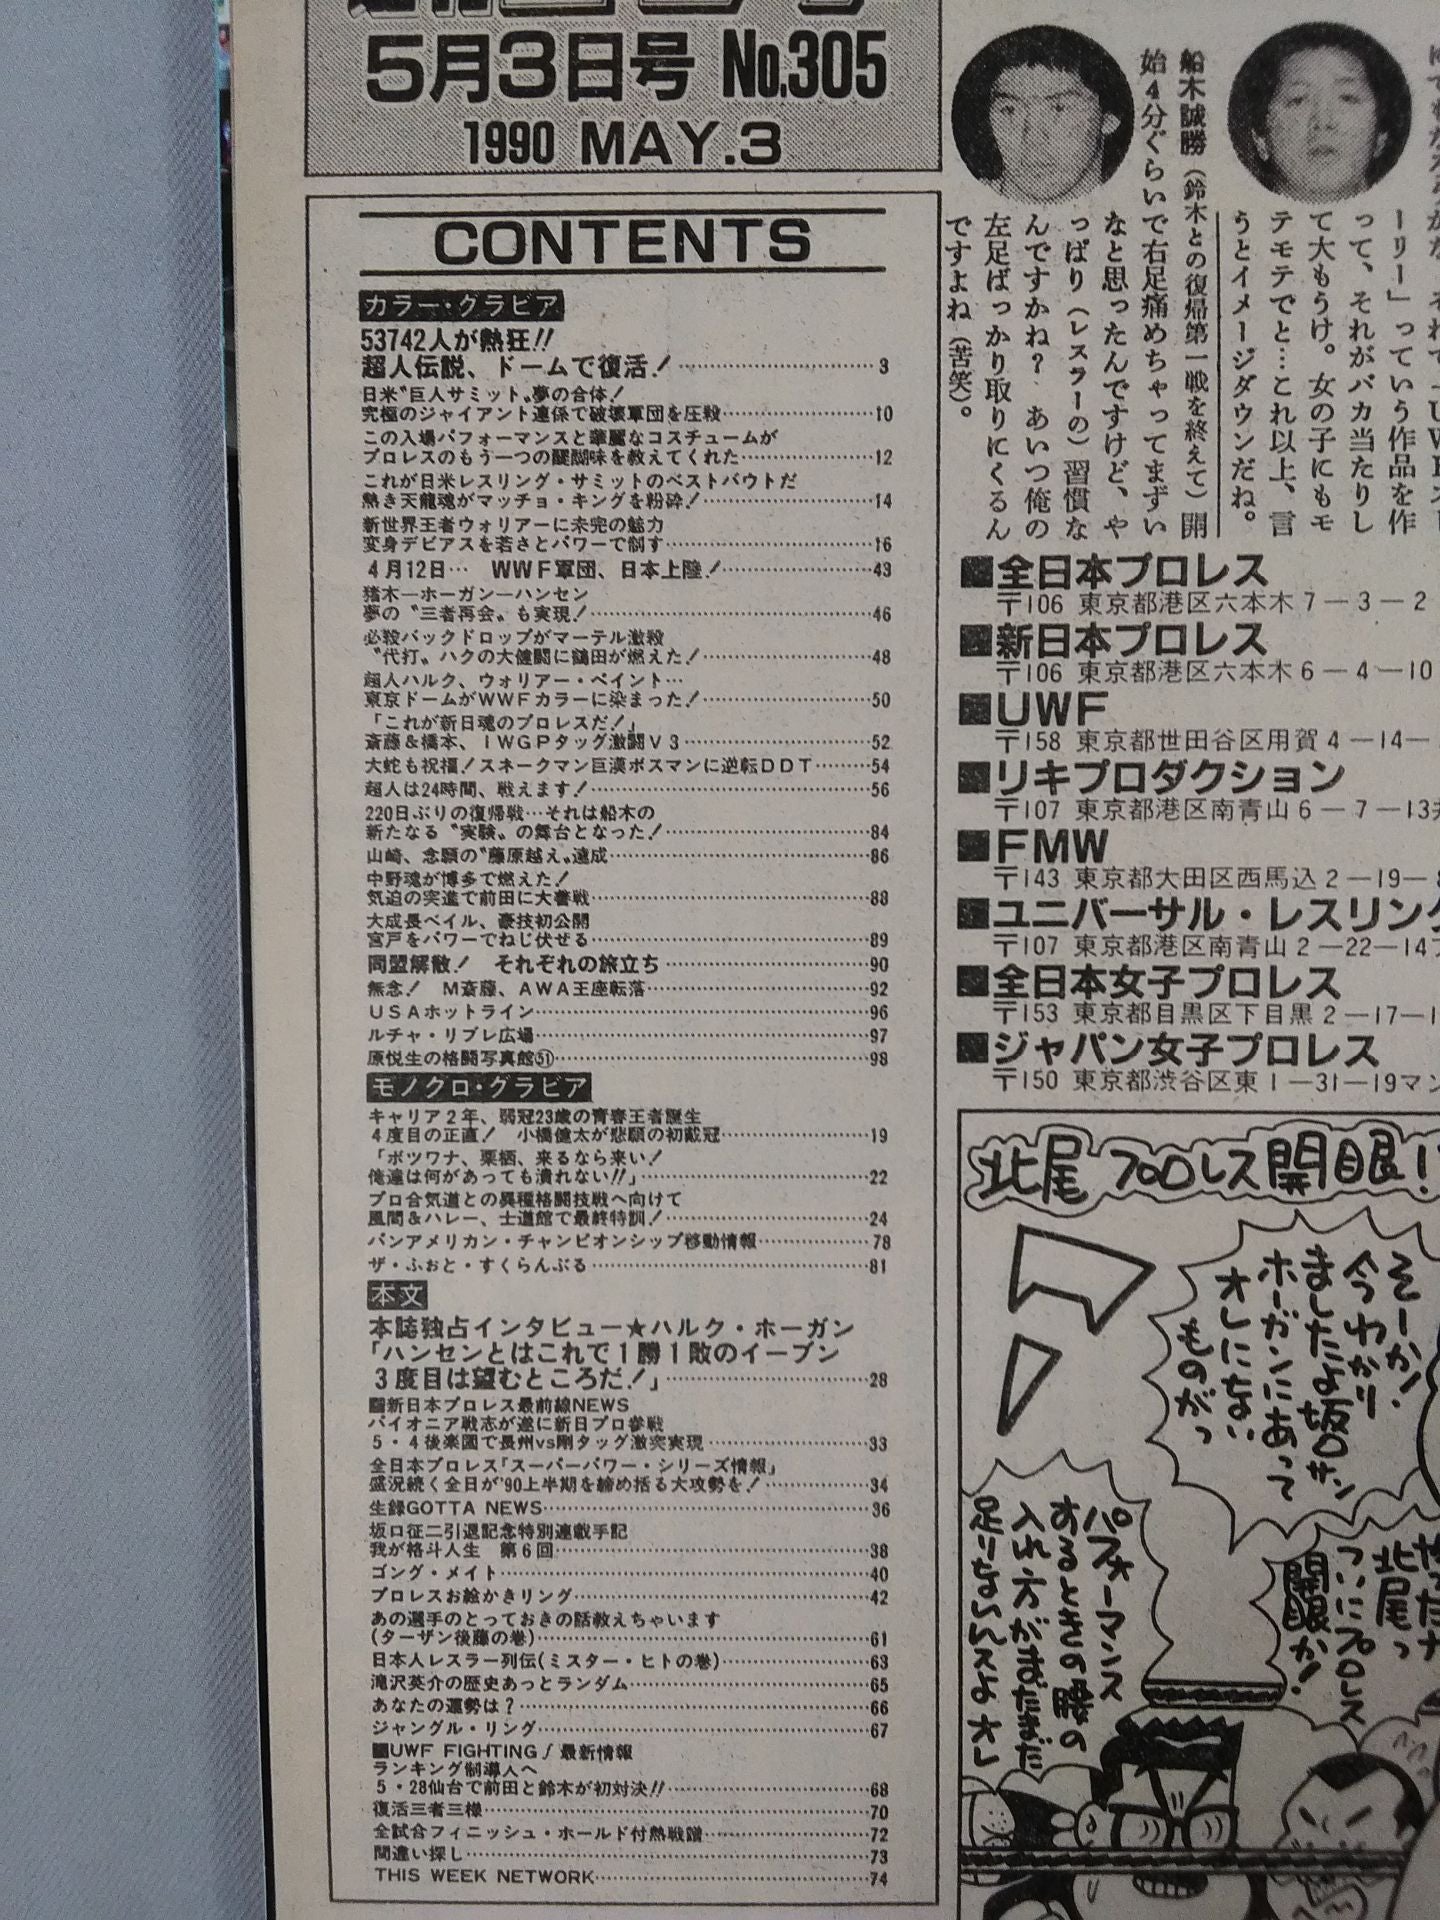 5月3日号 No.305
1990 MAY.3
CONTENTS
カラー・グラビア
53742人が熱狂!!
超人伝説、ドームで復活!…3
日米〝巨人サミット〟夢の合体!
究極のジャイアント連係で破壊軍団を圧殺…10
この入場パフォーマンスと華麗なコスチュームが
プロレスのもう一つの醍醐味を教えてくれた…12
これが日米レスリング・サミットのベストバウトだ
熱き天龍魂がマッチョ・キングを粉砕!…14
新世界王者ウォリアーに未完の魅力
変身デビアスを若さとパワーで制す…16
4月12日… WWF軍団、日本上陸!…43
猪木―ホーガン―ハンセン
夢の〝三者再会〟も実現!…46
必殺バックドロップがマーテル激殺
〝代打〟ハクの大健闘に鶴田が燃えた!…48
超人ハルク、ウォリアー・ペイント…
東京ドームがWWFカラーに染まった!…50
「これが新日魂のプロレスだ!」
斎藤&橋本、IWGPタッグ激闘V3…52
大蛇も祝福!スネークマン巨漢ボスマンに逆転DDT…54
超人は24時間、戦えます!…56
220日ぶりの復帰戦…それは船木の
新たなる〝実験〟の舞台となった!…84
山崎、念願の〝藤原越え〟達成…86
中野魂が博多で燃えた!
気迫の突進で前田に大善戦…88
大成長ベイル、豪技初公開
宮戸をパワーでねじ伏せる…89
同盟解散! それぞれの旅立ち…90
無念! M斎藤、AWA王座転落…92
USAホットライン…96
ルチャ・リブレ広場…97
原悦生の格闘写真館㊿…98
モノクロ・グラビア
キャリア2年、弱冠23歳の青春王者誕生
4度目の正直! 小橋健太が悲願の初戴冠…19
「ボツワナ、栗栖、来るなら来い!
俺達は何があっても潰れない!!」…22
プロ合気道との異種格闘技戦へ向けて
風間&ハレー、士道館で最終特訓!…24
パンアメリカン・チャンピオンシップ移動情報…78
ザ・ふぉと・すくらんぶる…81
本文
本誌独占インタビュー★ハルク・ホーガン
「ハンセンとはこれで1勝1敗のイーブン
3度目は望むところだ!」…28
■新日本プロレス最前線NEWS
パイオニア戦志が遂に新日プロ参戦
5・4後楽園で長州vs剛タッグ激突実現…33
全日本プロレス「スーパーパワー・シリーズ情報」
盛況続く全日が'90上半期を締め括る大攻勢を!…34
生録GOTTA NEWS…36
坂口征二引退記念特別連載手記
我が格斗人生 第6回…38
ゴング・メイト…40
プロレスお絵かきリング…42
あの選手のとっておきの話教えちゃいます
(ターザン後藤の巻)…61
日本人レスラー列伝(ミスター・ヒトの巻)…63
滝沢英介の歴史あっとランダム…65
あなたの運勢は?…66
ジャングル・リング…67
■UWF FIGHTING! 最新情報
ランキング制導入へ
5・28仙台で前田と鈴木が初対決!!…68
復活三者三様…70
全試合フィニッシュ・ホールド付熱戦譜…72
間違い探し…73
THIS WEEK NETWORK…74
ーリー」っていう作品を作
って、それがバカ当たりし
て大もうけ。女の子にもモ
テモテでと…これ以上、言
うとイメージダウンだね。
船木誠勝(鈴木との復帰第一戦を終えて)開
始4分ぐらいで右足痛めちゃってまずい
なと思ったんですけど、や
っぱり(レスラーの)習慣な
んですかね? あいつ俺の
左足ばっかり取りにくるん
ですよね(苦笑)。
■全日本プロレス
〒106 東京都港区六本木7―3―2
■新日本プロレス
〒106 東京都港区六本木6―4―10
■UWF
〒158 東京都世田谷区用賀4―14―
■リキプロダクション
〒107 東京都港区南青山6―7―13
■FMW
〒143 東京都大田区西馬込2―19―8
■ユニバーサル・レスリング
〒107 東京都港区南青山2―22―14
■全日本女子プロレス
〒153 東京都目黒区下目黒2―17―1
■ジャパン女子プロレス
〒150 東京都渋谷区東1―31―19マン
北尾プロレス開眼!
そーか!
今わかり
ましたよ坂口サン
ホーガンにあって
オレにない
ものがっ
ワ
北尾っ
ついにプロレス
開眼か!
パフォーマンス
するときの腰の
入れ方がまだまだ
足りないんスよオレ